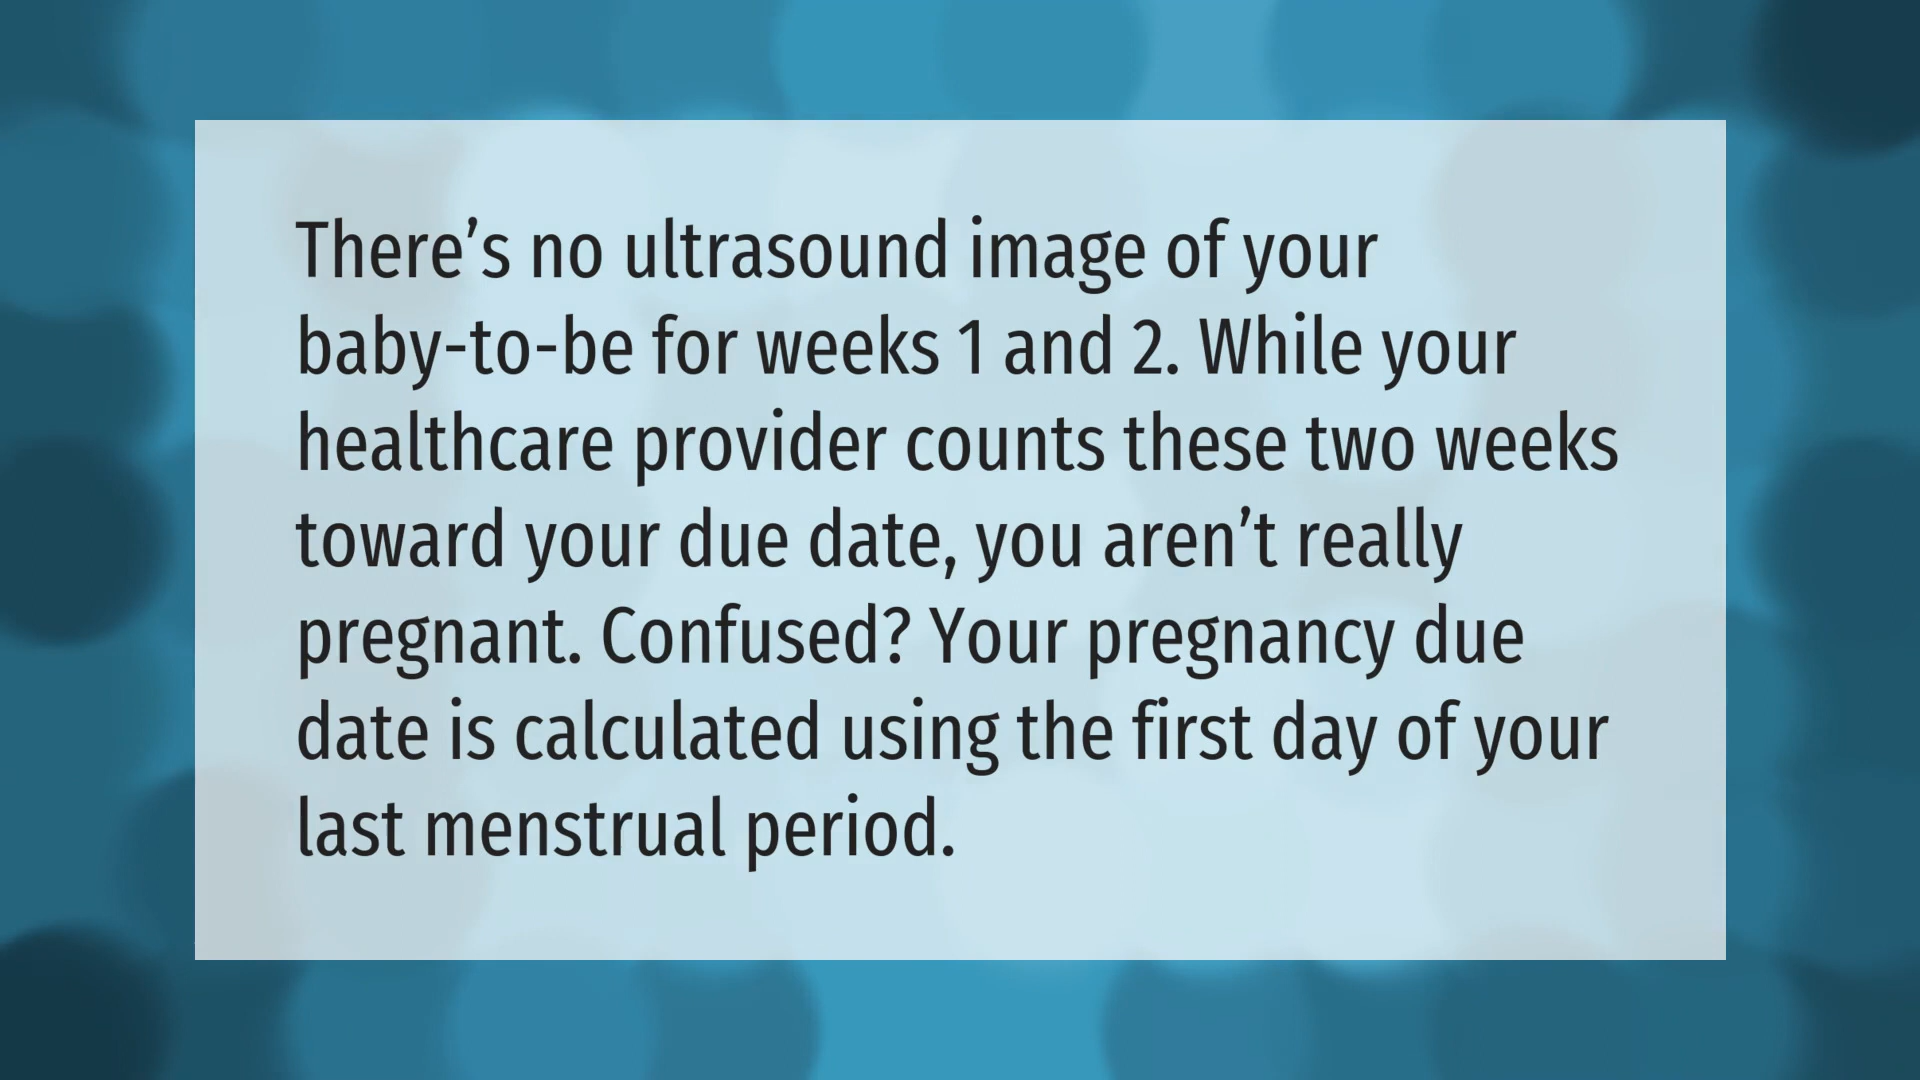 There’s no ultrasound image of your
baby-to-be for weeks 1 and 2. While your
healthcare provider counts these two weeks
toward your due date, you aren’t really
pregnant. Confused? Your pregnancy due
date is calculated using the first day of your
last menstrual period.